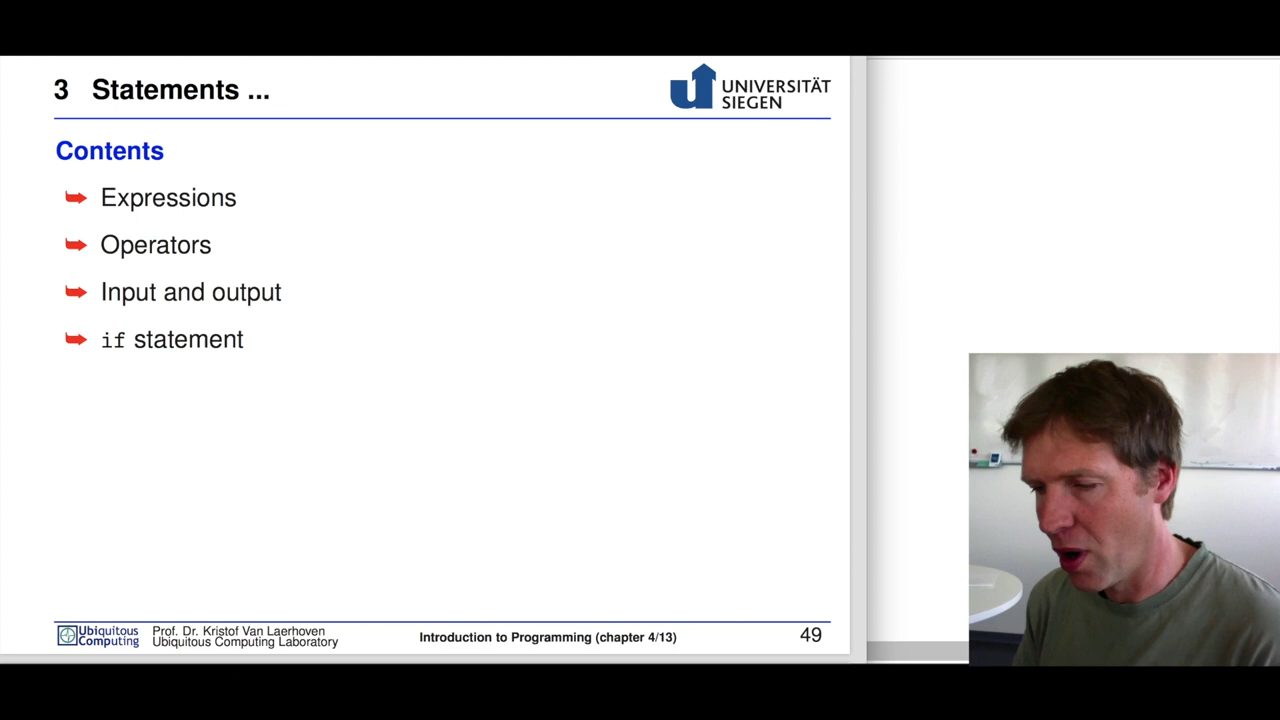 3 Statements ...
UNIVERSITÄT
SIEGEN
Contents
Expressions
Operators
Input and output
if statement
Ubiquitous
Computing
Prof. Dr. Kristof Van Laerhoven
Ubiquitous Computing Laboratory
Introduction to Programming (chapter 4/13)
49